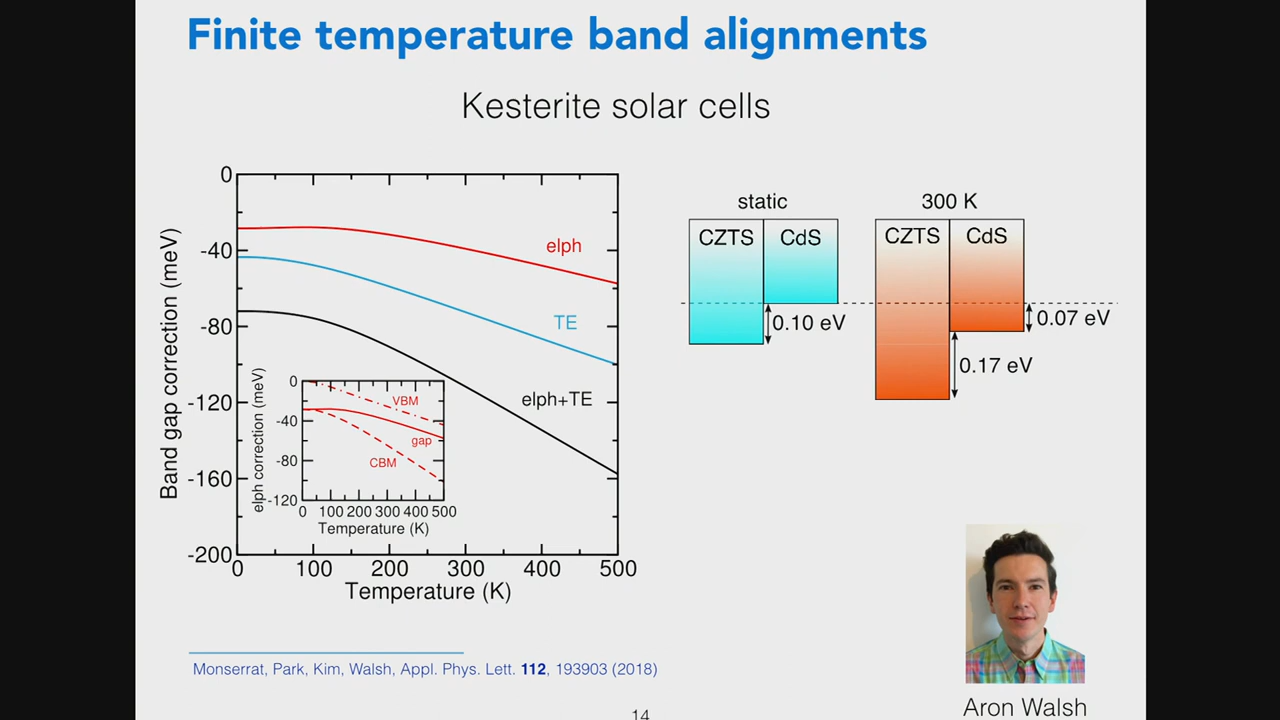 Finite temperature band alignments
Kesterite solar cells
Band gap correction (meV)
0
-40
-80
-120
-160
-200
0 100 200 300 400 500
Temperature (K)
elph
TE
elph+TE
elph correction (meV)
0
-40
-80
-120
0 100 200 300 400 500
Temperature (K)
VBM
gap
CBM
static
CZTS CdS
0.10 eV
300 K
CZTS CdS
0.07 eV
0.17 eV
Monserrat, Park, Kim, Walsh, Appl. Phys. Lett. 112, 193903 (2018)
Aron Walsh
14